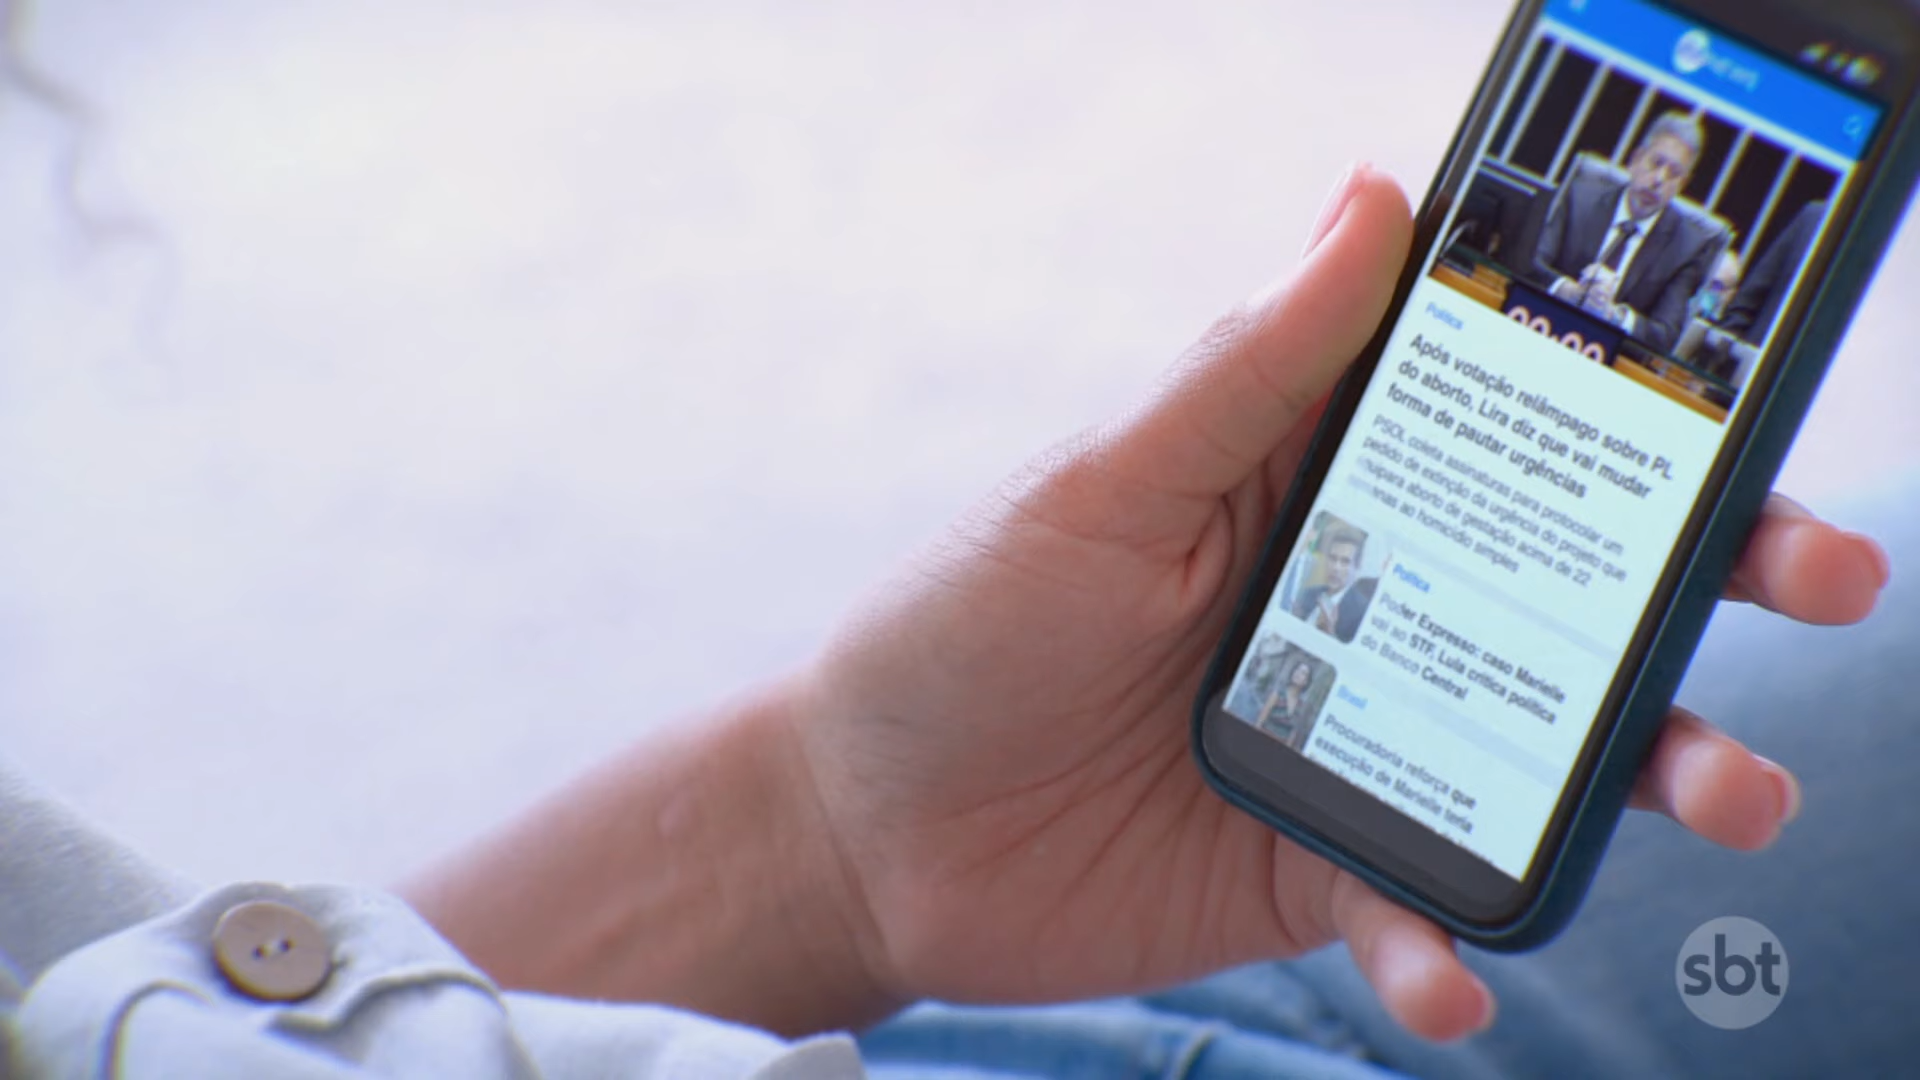 news
Política
00:00
Após votação relâmpago sobre PL
do aborto, Lira diz que vai mudar
forma de pautar urgências
PSOL coleta assinaturas para protocolar um
pedido de extinção da urgência do projeto que
aborto de gestação acima de 22
ao homicídio simples
Política
Poder Expresso: caso Marielle
vai ao STF, Lula critica política
do Banco Central
Brasil
Procuradoria reforça que
execução de Marielle teria
sbt